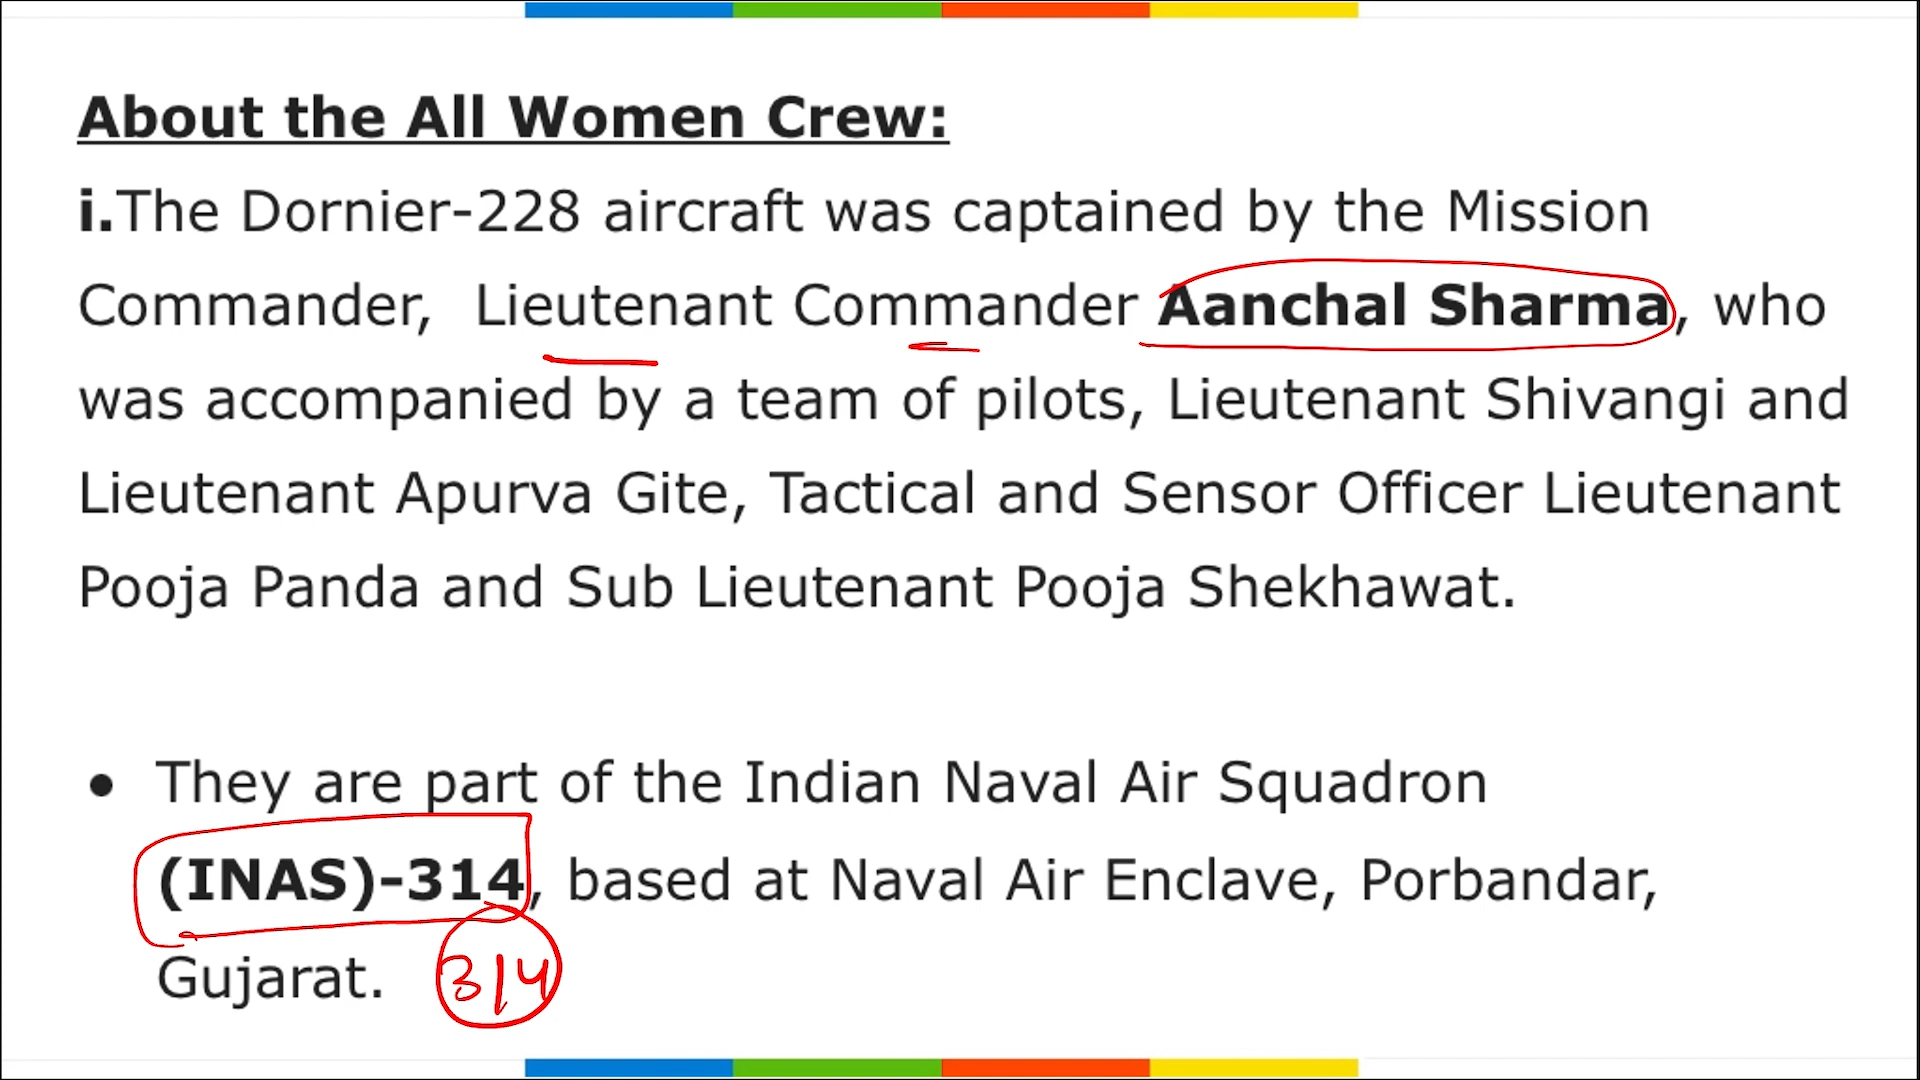 About the All Women Crew:
i.The Dornier-228 aircraft was captained by the Mission
Commander,  Lieutenant Commander Aanchal Sharma, who
was accompanied by a team of pilots, Lieutenant Shivangi and
Lieutenant Apurva Gite, Tactical and Sensor Officer Lieutenant
Pooja Panda and Sub Lieutenant Pooja Shekhawat.
• They are part of the Indian Naval Air Squadron
(INAS)-314, based at Naval Air Enclave, Porbandar,
Gujarat. 314